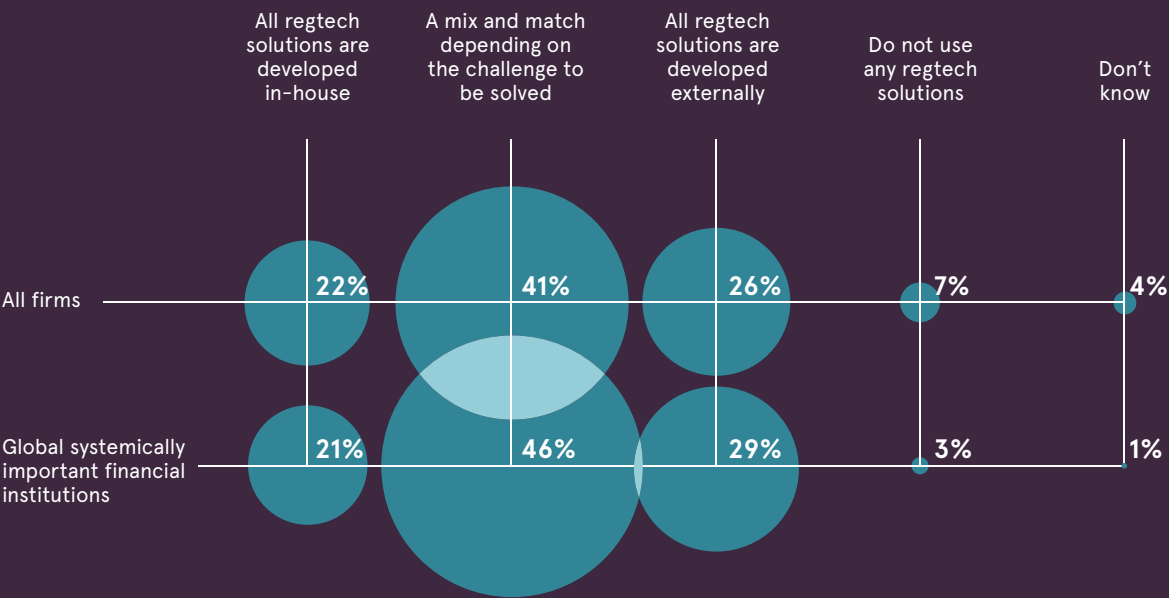 All regtech
solutions are
developed
in-house
A mix and match
depending on
the challenge to
be solved
All regtech
solutions are
developed
externally
Do not use
any regtech
solutions
Don’t
know
All firms
22%
41%
26%
7%
4%
Global systemically
important financial
institutions
21%
46%
29%
3%
1%